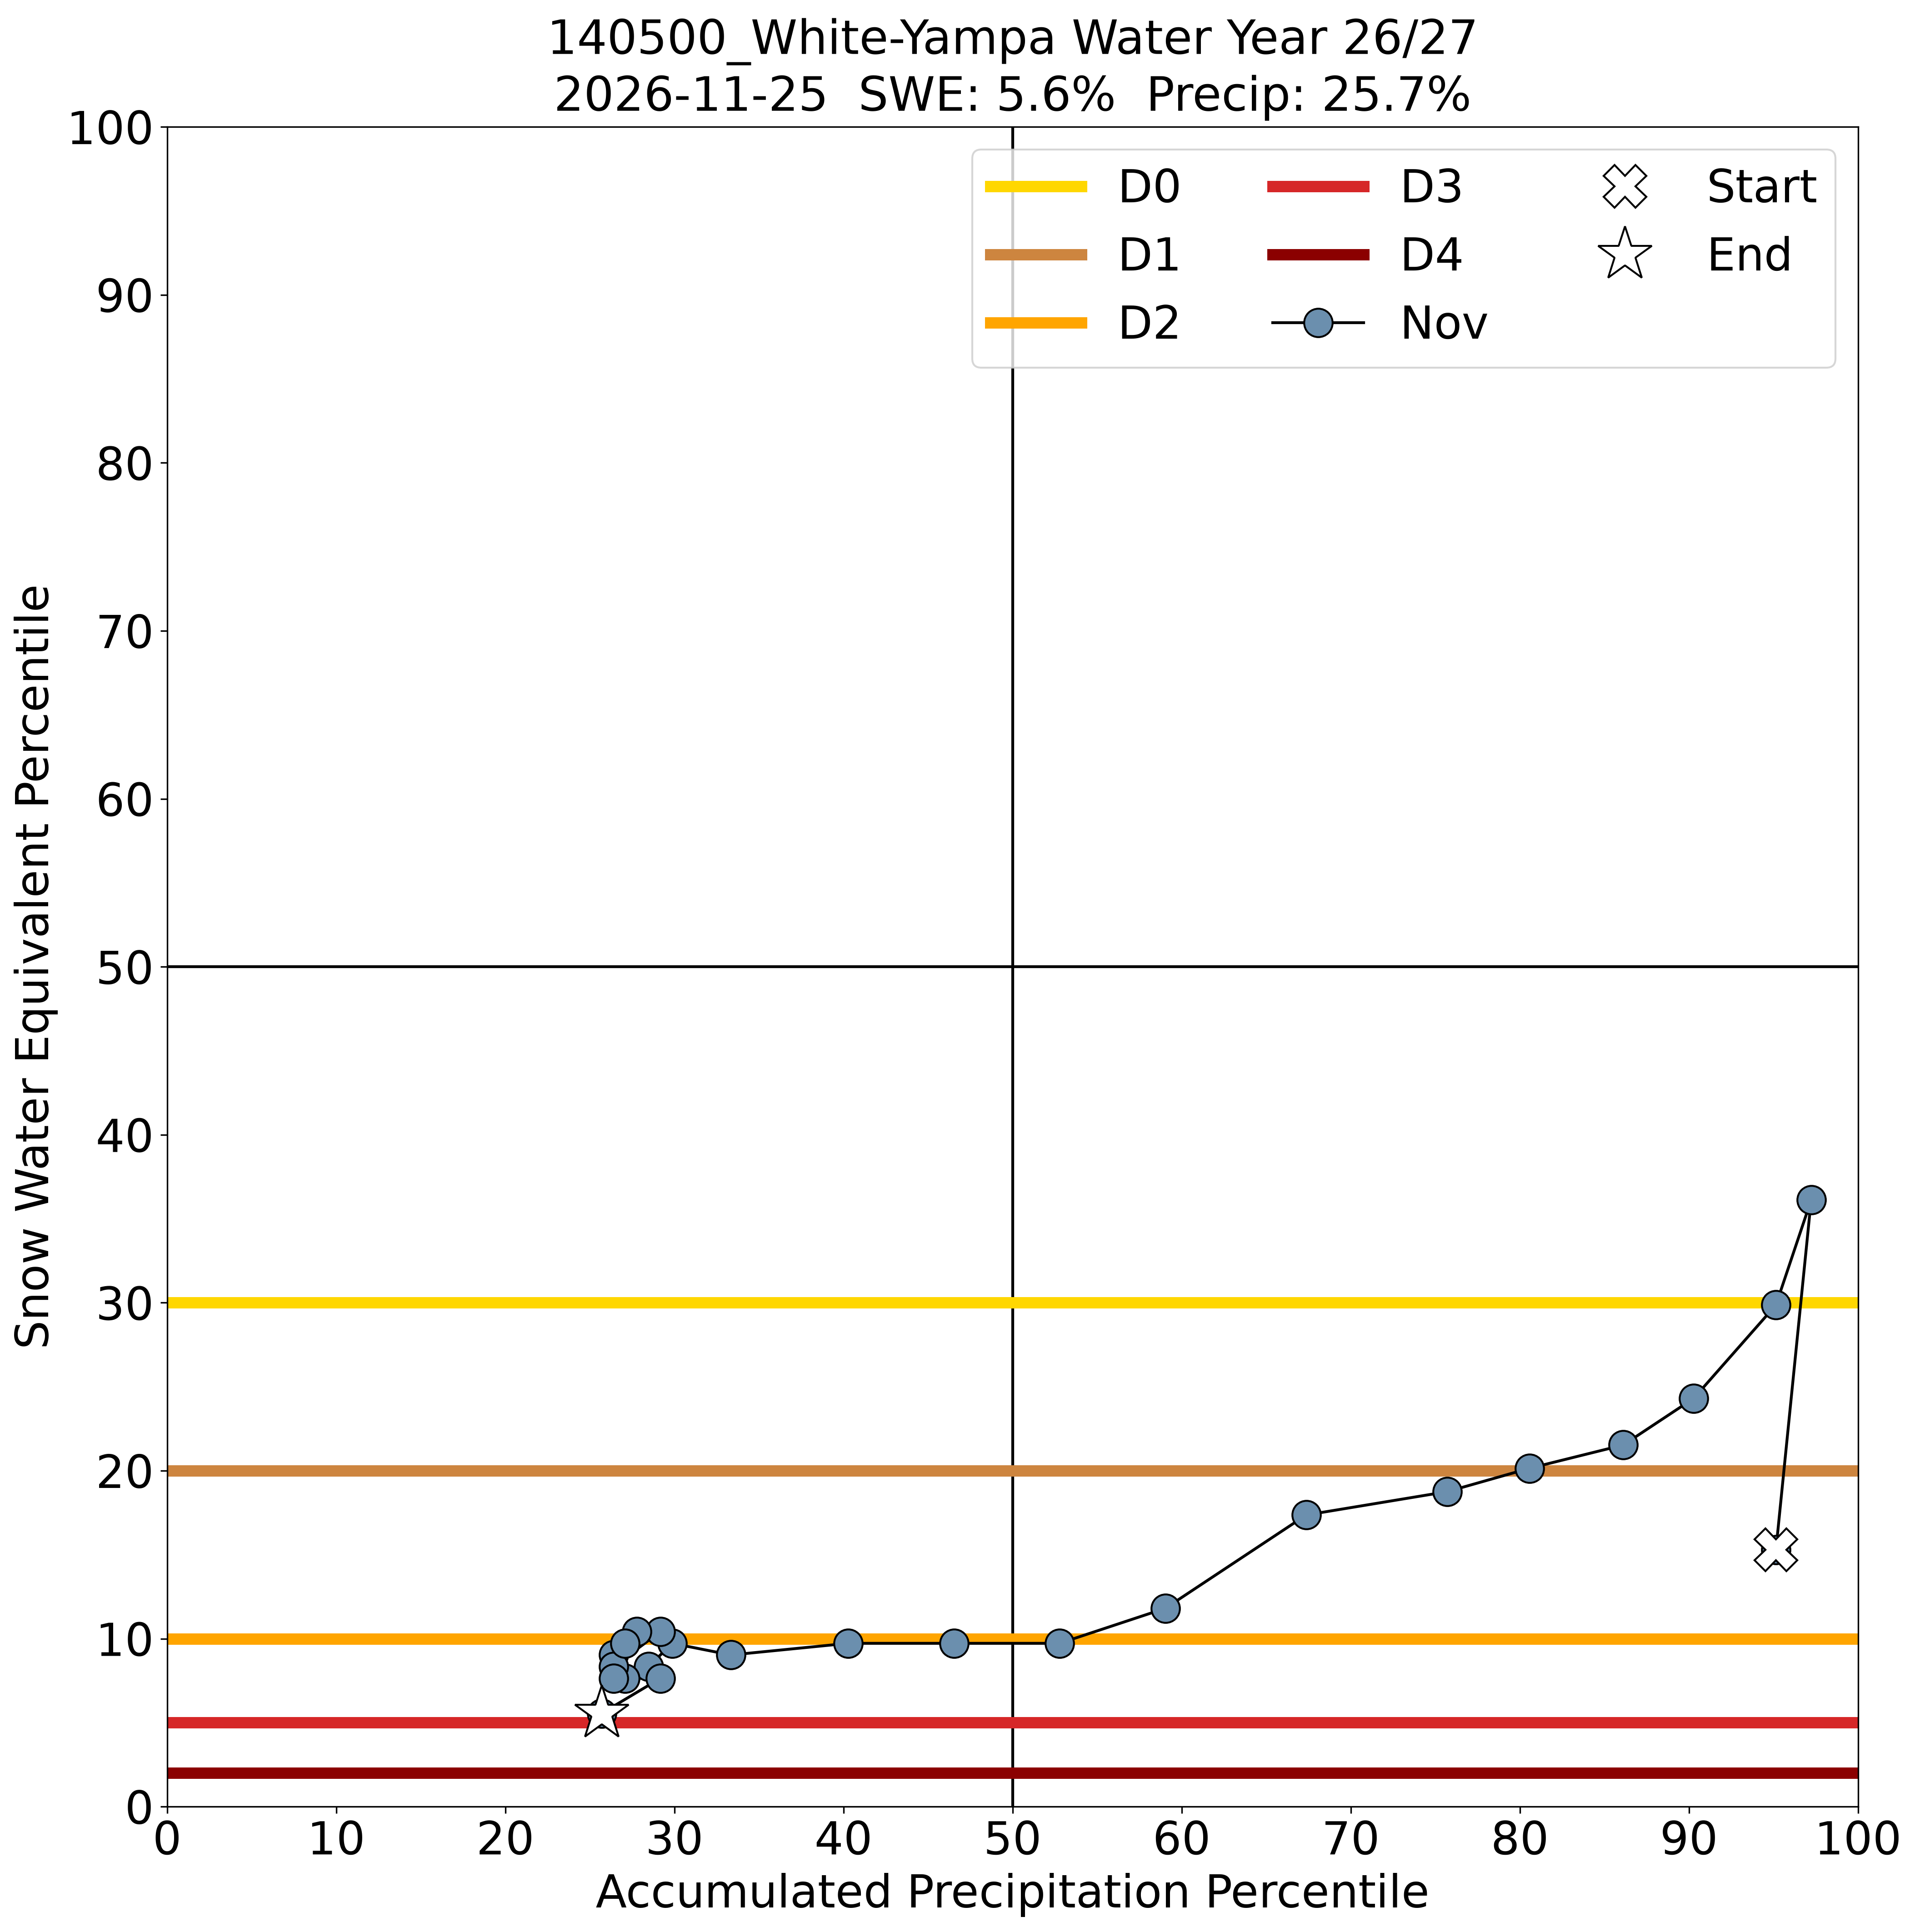 140500_White-Yampa Water Year 26/27
2026-11-25 SWE: 5.6% Precip: 25.7%
D0
D1
D2
D3
D4
Nov
Start
End
Snow Water Equivalent Percentile
100
90
80
70
60
50
40
30
20
10
0
0 10 20 30 40 50 60 70 80 90 100
Accumulated Precipitation Percentile